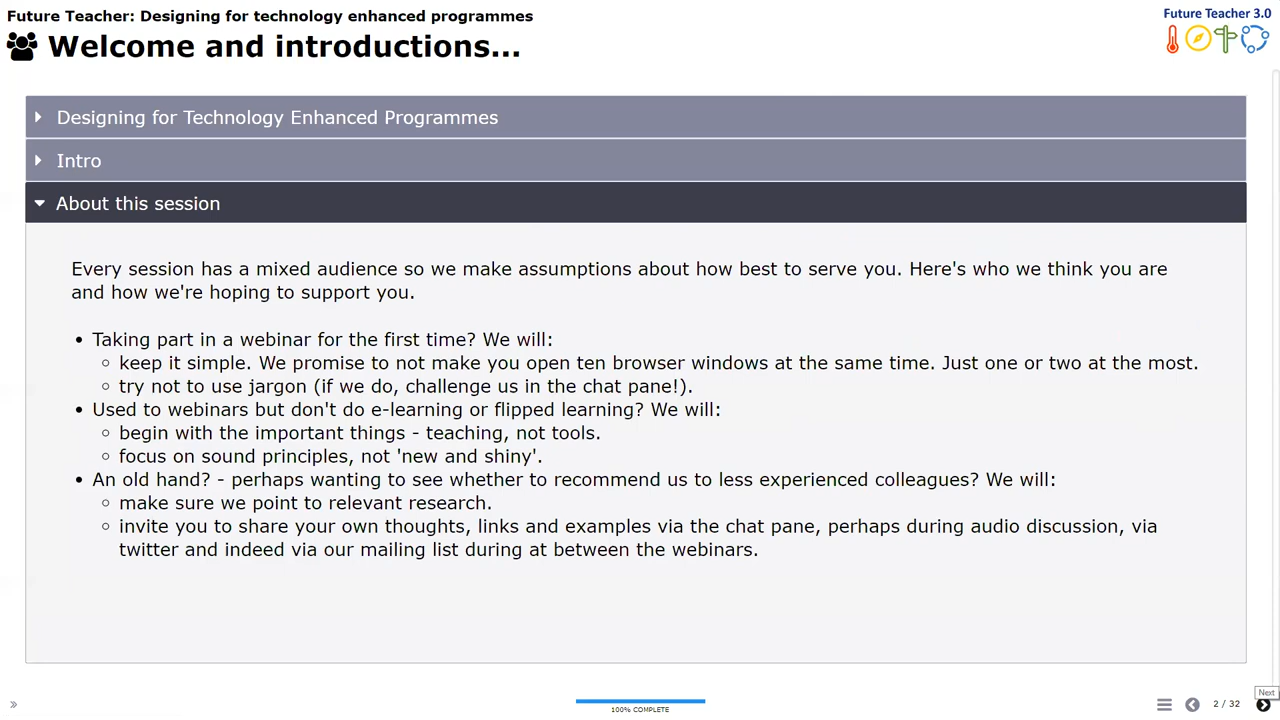 Future Teacher: Designing for technology enhanced programmes
Future Teacher 3.0
Welcome and introductions...
Designing for Technology Enhanced Programmes
Intro
About this session
Every session has a mixed audience so we make assumptions about how best to serve you. Here's who we think you are
and how we're hoping to support you.
• Taking part in a webinar for the first time? We will:
◦ keep it simple. We promise to not make you open ten browser windows at the same time. Just one or two at the most.
◦ try not to use jargon (if we do, challenge us in the chat pane!).
• Used to webinars but don't do e-learning or flipped learning? We will:
◦ begin with the important things - teaching, not tools.
◦ focus on sound principles, not 'new and shiny'.
• An old hand? - perhaps wanting to see whether to recommend us to less experienced colleagues? We will:
◦ make sure we point to relevant research.
◦ invite you to share your own thoughts, links and examples via the chat pane, perhaps during audio discussion, via
twitter and indeed via our mailing list during at between the webinars.
Next
2 / 32
100% COMPLETE